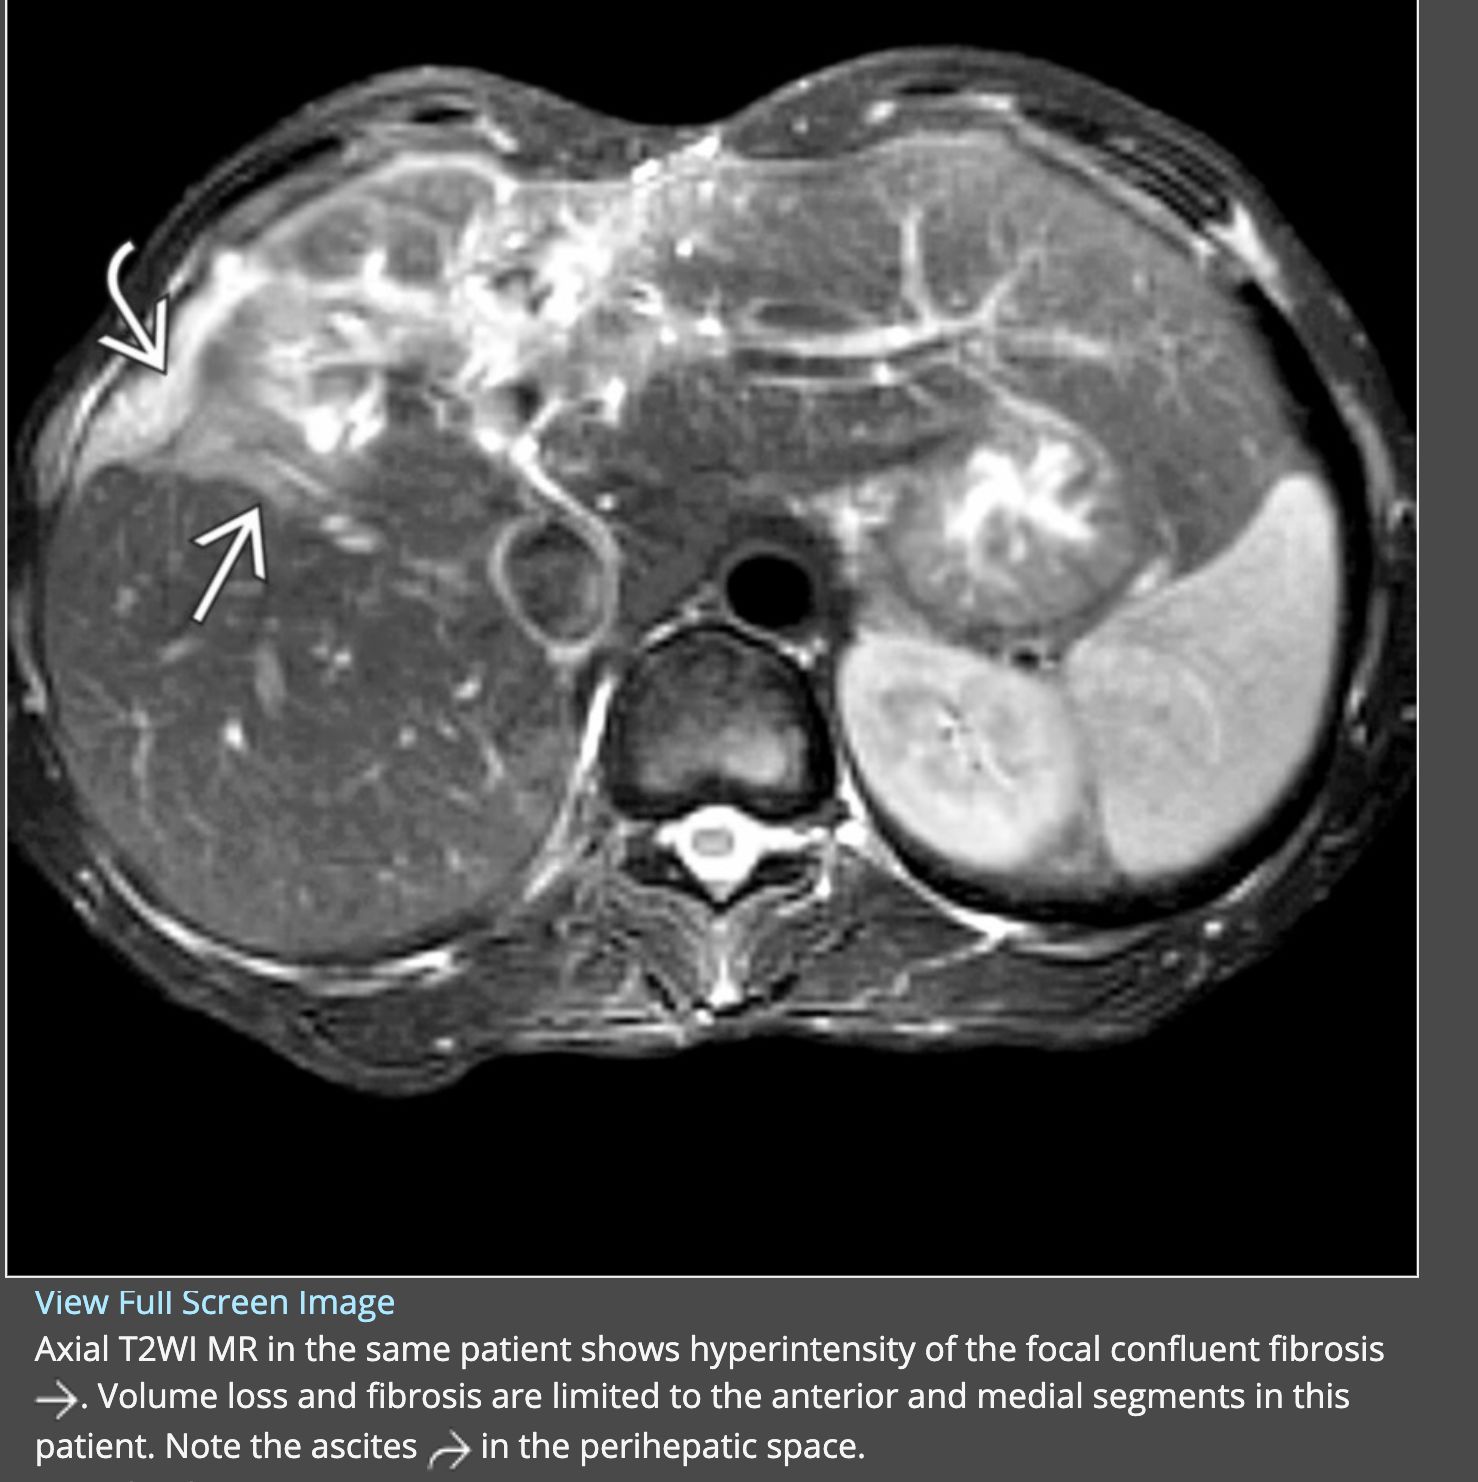 View Full Screen Image
Axial T2WI MR in the same patient shows hyperintensity of the focal confluent fibrosis
. Volume loss and fibrosis are limited to the anterior and medial segments in this
patient. Note the ascites in the perihepatic space.